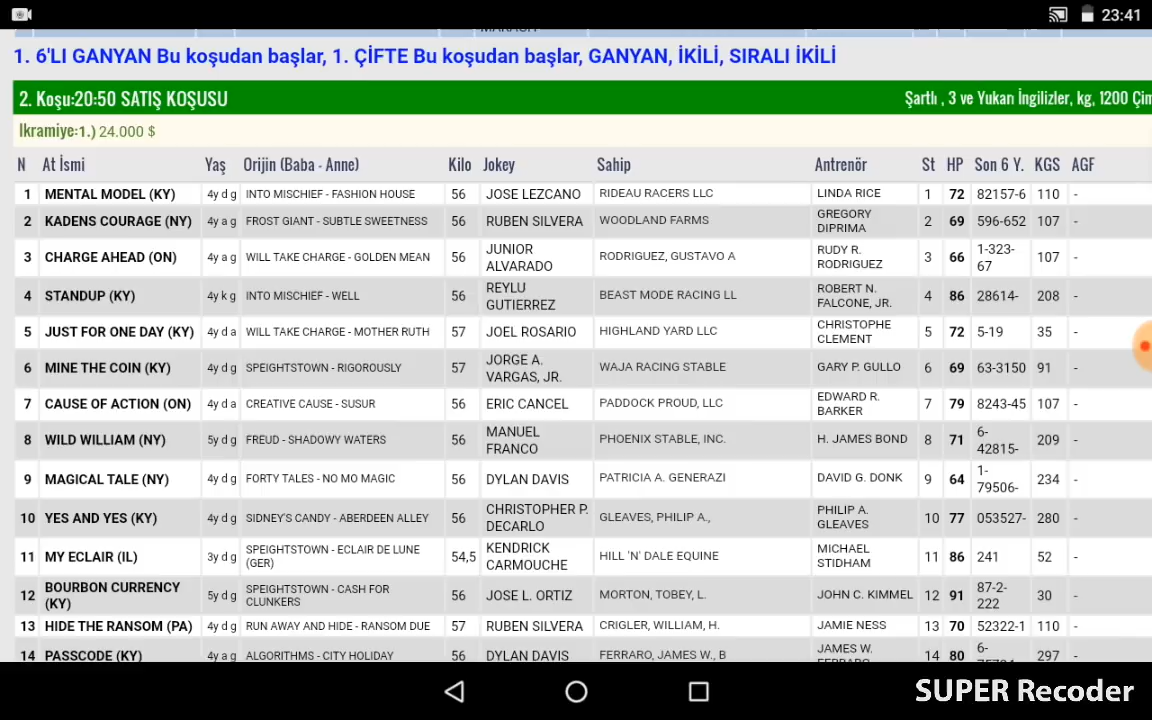 23:41
1. 6'LI GANYAN Bu koşudan başlar, 1. ÇİFTE Bu koşudan başlar, GANYAN, İKİLİ, SIRALI İKİLİ
2. Koşu:20:50 SATIŞ KOŞUSU Şartlı , 3 ve Yukarı İngilizler, kg, 1200 Çim
Ikramiye:1.) 24.000 $
N At İsmi Yaş Orijin (Baba - Anne) Kilo Jokey Sahip Antrenör St HP Son 6 Y. KGS AGF
1 MENTAL MODEL (KY) 4y d g INTO MISCHIEF - FASHION HOUSE 56 JOSE LEZCANO RIDEAU RACERS LLC LINDA RICE 1 72 82157-6 110 -
2 KADENS COURAGE (NY) 4y a g FROST GIANT - SUBTLE SWEETNESS 56 RUBEN SILVERA WOODLAND FARMS GREGORY DIPRIMA 2 69 596-652 107 -
3 CHARGE AHEAD (ON) 4y a g WILL TAKE CHARGE - GOLDEN MEAN 56 JUNIOR ALVARADO RODRIGUEZ, GUSTAVO A RUDY R. RODRIGUEZ 3 66 1-323-67 107 -
4 STANDUP (KY) 4y k g INTO MISCHIEF - WELL 56 REYLU GUTIERREZ BEAST MODE RACING LL ROBERT N. FALCONE, JR. 4 86 28614- 208 -
5 JUST FOR ONE DAY (KY) 4y d a WILL TAKE CHARGE - MOTHER RUTH 57 JOEL ROSARIO HIGHLAND YARD LLC CHRISTOPHE CLEMENT 5 72 5-19 35 -
6 MINE THE COIN (KY) 4y d g SPEIGHTSTOWN - RIGOROUSLY 57 JORGE A. VARGAS, JR. WAJA RACING STABLE GARY P. GULLO 6 69 63-3150 91 -
7 CAUSE OF ACTION (ON) 4y d a CREATIVE CAUSE - SUSUR 56 ERIC CANCEL PADDOCK PROUD, LLC EDWARD R. BARKER 7 79 8243-45 107 -
8 WILD WILLIAM (NY) 5y d g FREUD - SHADOWY WATERS 56 MANUEL FRANCO PHOENIX STABLE, INC. H. JAMES BOND 8 71 6-42815- 209 -
9 MAGICAL TALE (NY) 4y d g FORTY TALES - NO MO MAGIC 56 DYLAN DAVIS PATRICIA A. GENERAZI DAVID G. DONK 9 64 1-79506- 234 -
10 YES AND YES (KY) 4y d g SIDNEY'S CANDY - ABERDEEN ALLEY 56 CHRISTOPHER P. DECARLO GLEAVES, PHILIP A., PHILIP A. GLEAVES 10 77 053527- 280 -
11 MY ECLAIR (IL) 3y d g SPEIGHTSTOWN - ECLAIR DE LUNE (GER) 54,5 KENDRICK CARMOUCHE HILL 'N' DALE EQUINE MICHAEL STIDHAM 11 86 241 52 -
12 BOURBON CURRENCY (KY) 5y d g SPEIGHTSTOWN - CASH FOR CLUNKERS 56 JOSE L. ORTIZ MORTON, TOBEY, L. JOHN C. KIMMEL 12 91 87-2-222 30 -
13 HIDE THE RANSOM (PA) 4y d g RUN AWAY AND HIDE - RANSOM DUE 57 RUBEN SILVERA CRIGLER, WILLIAM, H. JAMIE NESS 13 70 52322-1 110 -
14 PASSCODE (KY) 4y a g ALGORITHMS - CITY HOLIDAY 56 DYLAN DAVIS FERRARO, JAMES W., B JAMES W. FERRARO 14 80 6- 297 -
SUPER Recoder